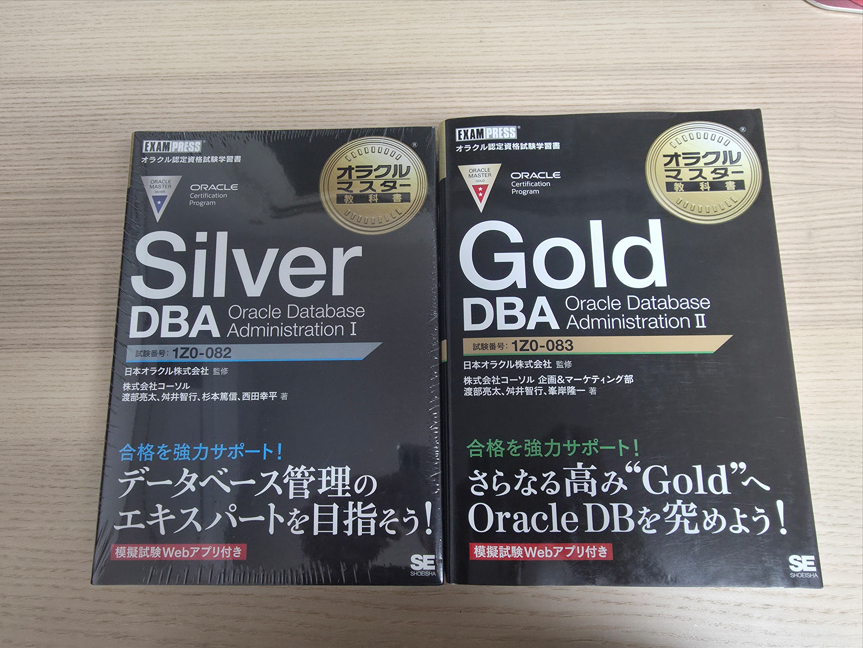 EXAMPRESS
オラクル認定資格試験学習書
オラクル
マスター
教科書
ORACLE
MASTER
Silver
ORACLE
Certification
Program
Silver
DBA
Oracle Database
Administration I
試験番号:1Z0-082
日本オラクル株式会社 監修
株式会社コーソル
渡部亮太、舛井智行、杉本篤信、西田幸平 著
合格を強力サポート!
データベース管理の
エキスパートを目指そう!
模擬試験Webアプリ付き
SE
SHOEISHA
EXAMPRESS®
オラクル認定資格試験学習書
オラクル
マスター
教科書
®
ORACLE
MASTER
ORACLE
Certification
Program
Gold
DBA
Oracle Database
Administration II
試験番号:1Z0-083
日本オラクル株式会社 監修
株式会社コーソル 企画&マーケティング部
渡部亮太、舛井智行、峯岸隆一 著
合格を強力サポート!
さらなる高み“Gold”へ
Oracle DBを究めよう!
模擬試験Webアプリ付き
SE
SHOEISHA